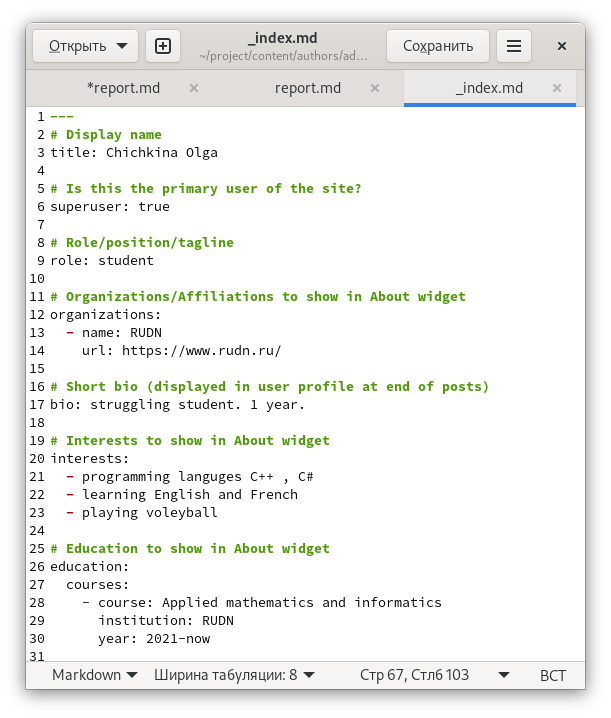 Открыть
_index.md
~/project/content/authors/ad...
Сохранить
*report.md
report.md
_index.md
1 ---
2 # Display name
3 title: Chichkina Olga
4
5 # Is this the primary user of the site?
6 superuser: true
7
8 # Role/position/tagline
9 role: student
10
11 # Organizations/Affiliations to show in About widget
12 organizations:
13   - name: RUDN
14     url: https://www.rudn.ru/
15
16 # Short bio (displayed in user profile at end of posts)
17 bio: struggling student. 1 year.
18
19 # Interests to show in About widget
20 interests:
21   - programming languges C++ , C#
22   - learning English and French
23   - playing voleyball
24
25 # Education to show in About widget
26 education:
27   courses:
28     - course: Applied mathematics and informatics
29       institution: RUDN
30       year: 2021-now
31
Markdown Ширина табуляции: 8 Стр 67, Стлб 103 ВСТ